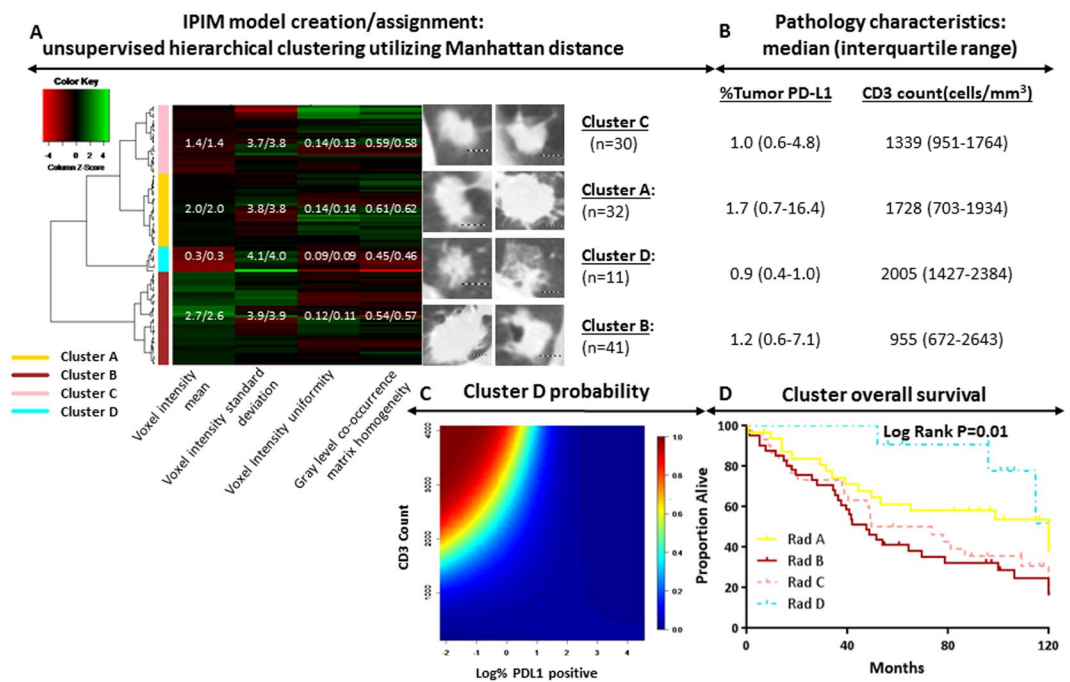 A
IPIM model creation/assignment:
unsupervised hierarchical clustering utilizing Manhattan distance
Color Key
-4 -2 0 2 4
Column Z-Score
1.4/1.4 3.7/3.8 0.14/0.13 0.59/0.58
2.0/2.0 3.8/3.8 0.14/0.14 0.61/0.62
0.3/0.3 4.1/4.0 0.09/0.09 0.45/0.46
2.7/2.6 3.9/3.9 0.12/0.11 0.54/0.57
Cluster C
(n=30)
Cluster A:
(n=32)
Cluster D:
(n=11)
Cluster B:
(n=41)
Cluster A
Cluster B
Cluster C
Cluster D
Voxel intensity
mean
Voxel intensity standard
deviation
Voxel Intensity uniformity
Gray level co-occurrence
matrix homogeneity
B
Pathology characteristics:
median (interquartile range)
%Tumor PD-L1 CD3 count(cells/mm³)
1.0 (0.6-4.8) 1339 (951-1764)
1.7 (0.7-16.4) 1728 (703-1934)
0.9 (0.4-1.0) 2005 (1427-2384)
1.2 (0.6-7.1) 955 (672-2643)
C
Cluster D probability
CD3 Count
-2 -1 0 1 2 3 4
Log% PDL1 positive
1.0
0.8
0.6
0.4
0.2
0.0
D
Cluster overall survival
Log Rank P=0.01
Proportion Alive
100
80
60
40
20
0
Rad A
Rad B
Rad C
Rad D
0 40 80 120
Months